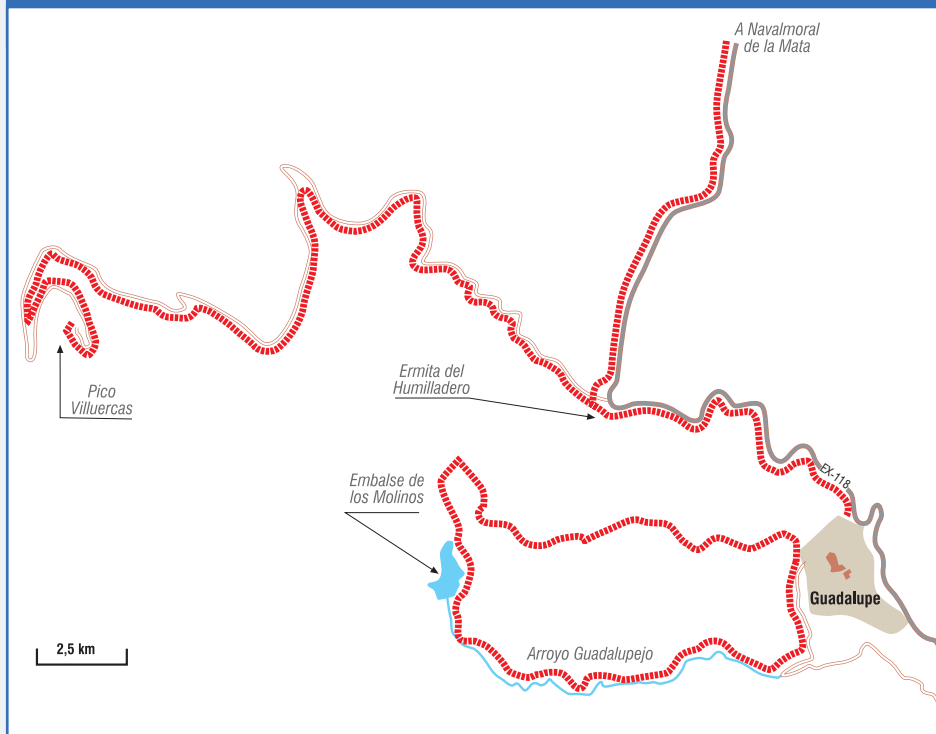 A Navalmoral
de la Mata
Pico
Villuercas
Ermita del
Humilladero
EX-118
Embalse de
los Molinos
Guadalupe
2,5 km
Arroyo Guadalupejo